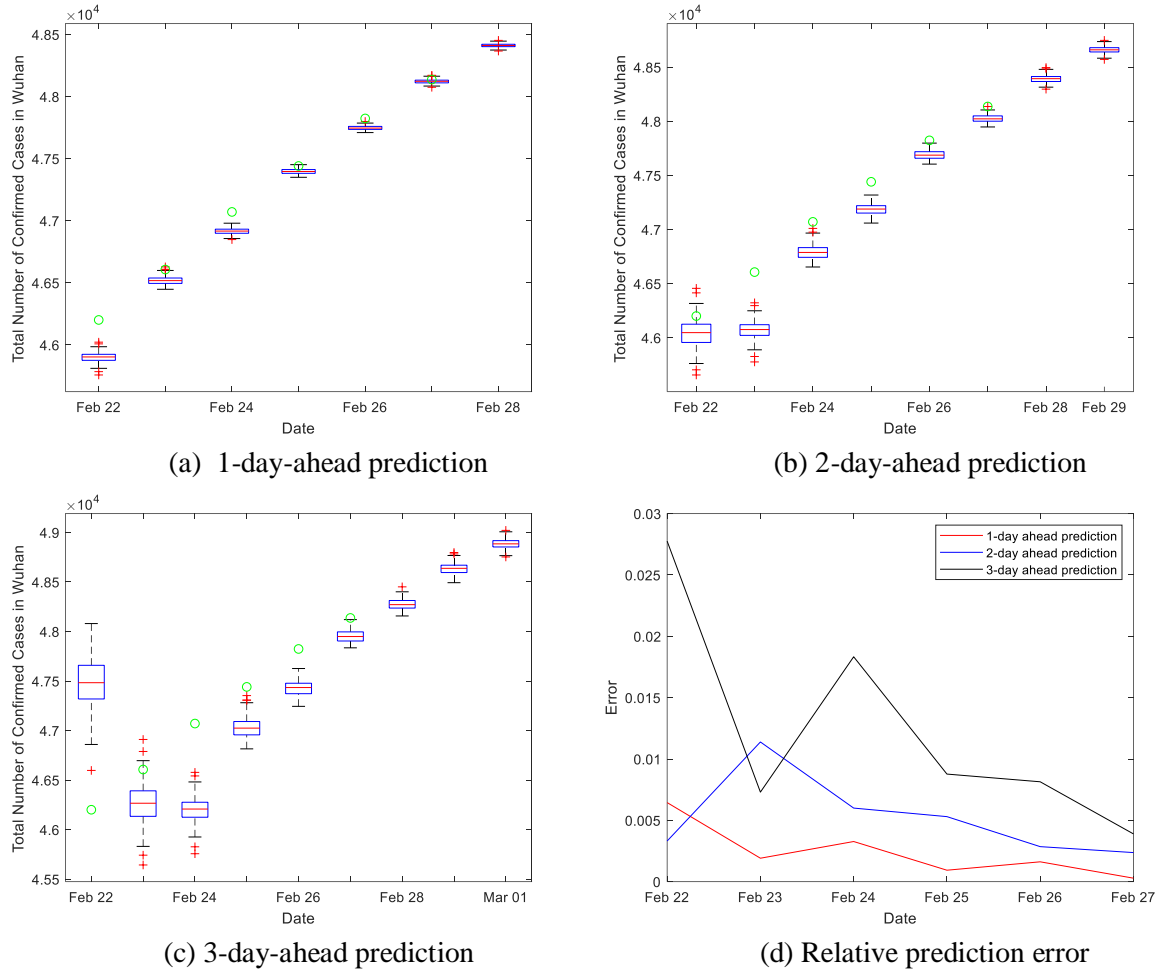 ×10⁴
4.85
4.8
4.75
4.7
4.65
4.6
Total Number of Confirmed Cases in Wuhan
Feb 22
Feb 24
Feb 26
Feb 28
Date
(a) 1-day-ahead prediction
×10⁴
4.85
4.8
4.75
4.7
4.65
4.6
Total Number of Confirmed Cases in Wuhan
Feb 22
Feb 24
Feb 26
Feb 28
Feb 29
Date
(b) 2-day-ahead prediction
×10⁴
4.9
4.85
4.8
4.75
4.7
4.65
4.6
4.55
Total Number of Confirmed Cases in Wuhan
Feb 22
Feb 24
Feb 26
Feb 28
Mar 01
Date
(c) 3-day-ahead prediction
0.03
0.025
0.02
0.015
0.01
0.005
0
Error
1-day ahead prediction
2-day ahead prediction
3-day ahead prediction
Feb 22
Feb 23
Feb 24
Feb 25
Feb 26
Feb 27
Date
(d) Relative prediction error